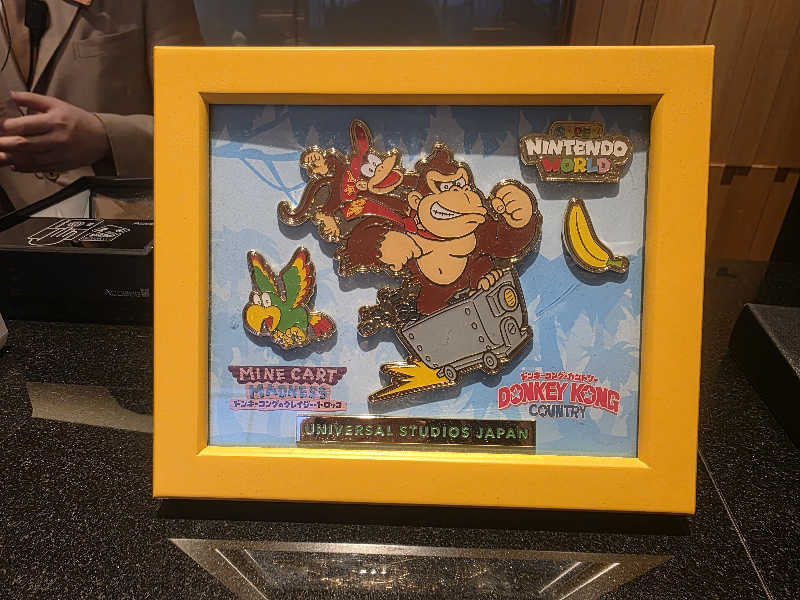 SUPER
NINTENDO
WORLD
MINE CART
MADNESS
ドンキーコングのクレイジー・トロッコ
ドンキーコング・カントリー
DONKEY KONG
COUNTRY
UNIVERSAL STUDIOS JAPAN